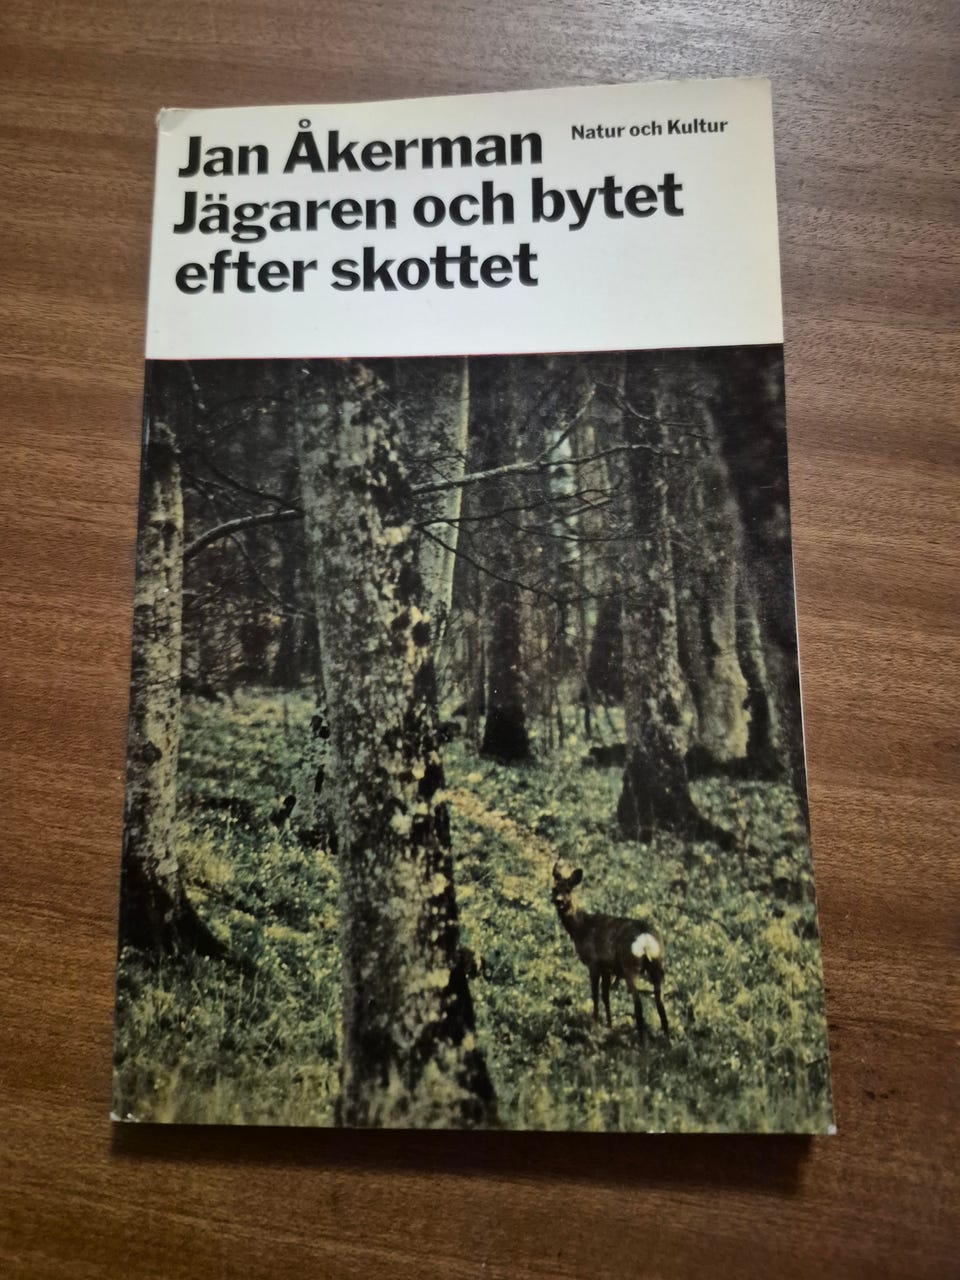 Jan Åkerman
Natur och Kultur
Jägaren och bytet
efter skottet